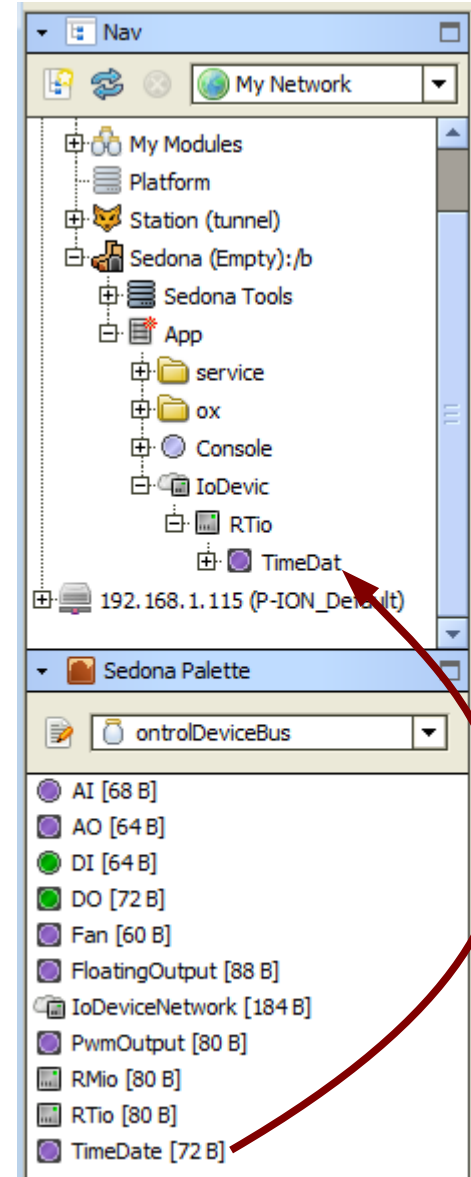 Nav
My Network
My Modules
Platform
Station (tunnel)
Sedona (Empty):/b
Sedona Tools
App
service
ox
Console
IoDevic
RTio
TimeDat
192.168.1.115 (P-ION_Default)
Sedona Palette
ontrolDeviceBus
AI [68 B]
AO [64 B]
DI [64 B]
DO [72 B]
Fan [60 B]
FloatingOutput [88 B]
IoDeviceNetwork [184 B]
PwmOutput [80 B]
RMio [80 B]
RTio [80 B]
TimeDate [72 B]